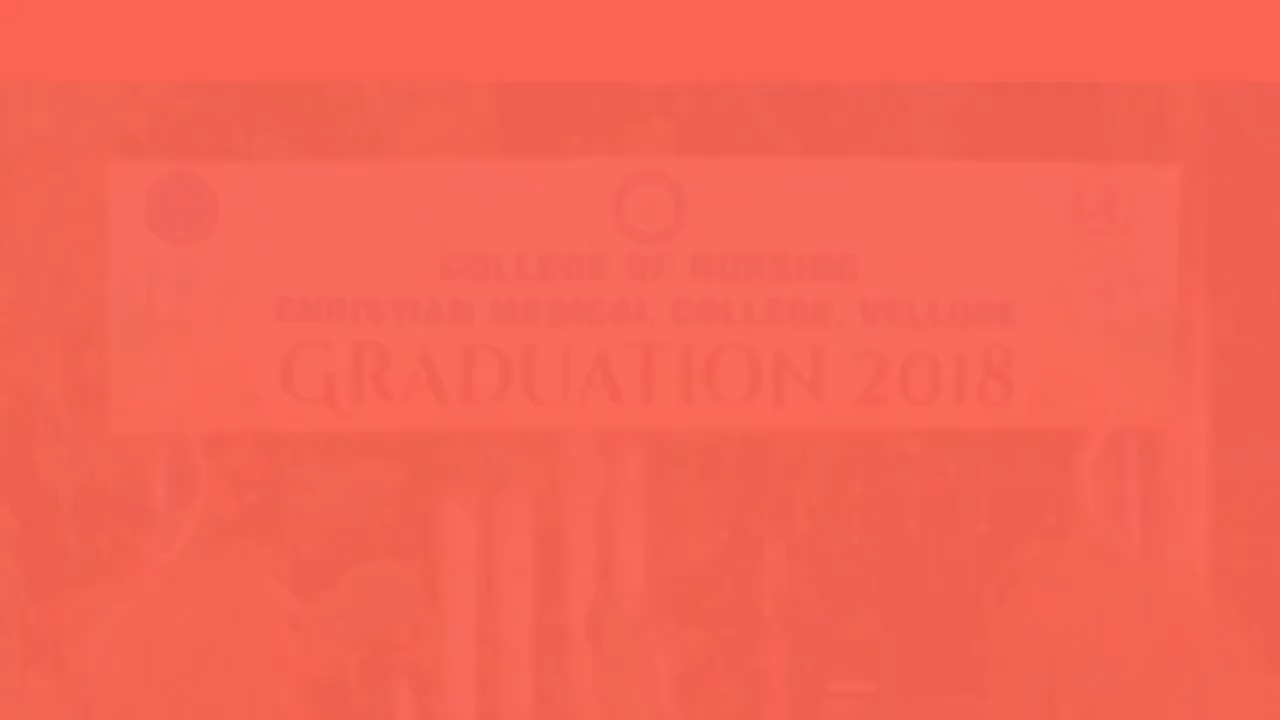 COLLEGE OF NURSING
CHRISTIAN MEDICAL COLLEGE, VELLORE
GRADUATION 2018